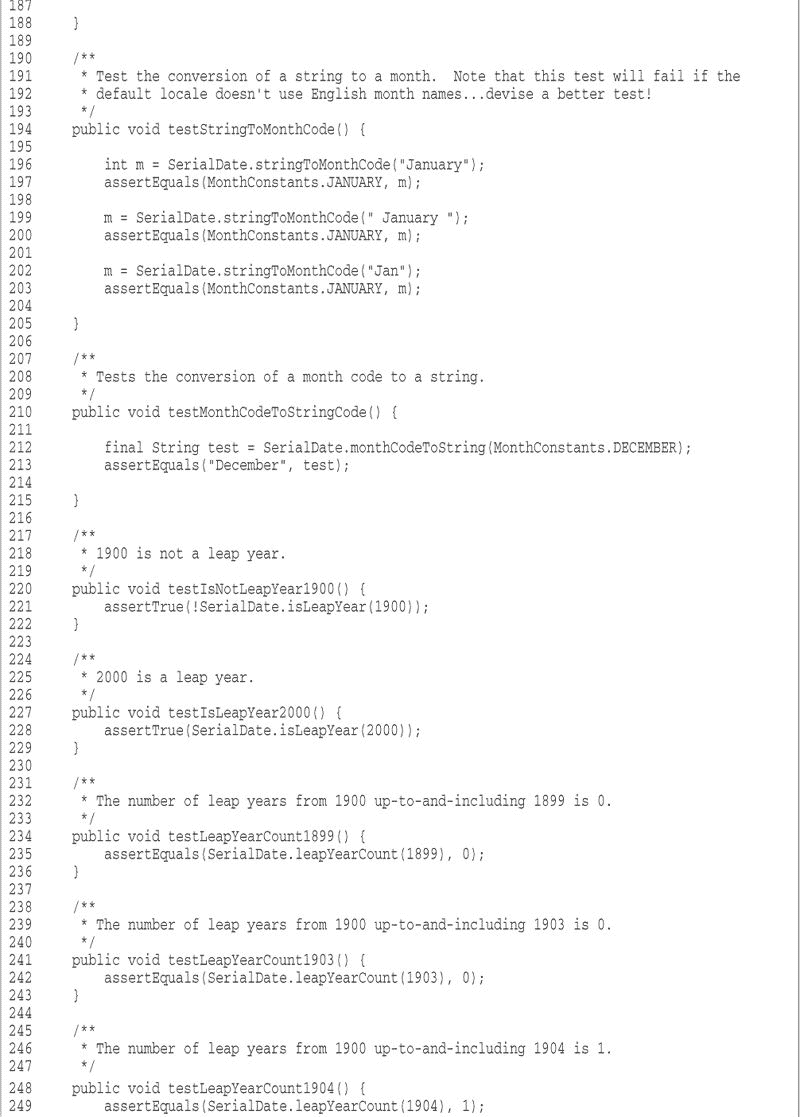 187
188     }
189
190     /**
191      * Test the conversion of a string to a month.  Note that this test will fail if the
192      * default locale doesn't use English month names...devise a better test!
193      */
194     public void testStringToMonthCode() {
195
196         int m = SerialDate.stringToMonthCode("January");
197         assertEquals(MonthConstants.JANUARY, m);
198
199         m = SerialDate.stringToMonthCode(" January ");
200         assertEquals(MonthConstants.JANUARY, m);
201
202         m = SerialDate.stringToMonthCode("Jan");
203         assertEquals(MonthConstants.JANUARY, m);
204
205     }
206
207     /**
208      * Tests the conversion of a month code to a string.
209      */
210     public void testMonthCodeToStringCode() {
211
212         final String test = SerialDate.monthCodeToString(MonthConstants.DECEMBER);
213         assertEquals("December", test);
214
215     }
216
217     /**
218      * 1900 is not a leap year.
219      */
220     public void testIsNotLeapYear1900() {
221         assertTrue(!SerialDate.isLeapYear(1900));
222     }
223
224     /**
225      * 2000 is a leap year.
226      */
227     public void testIsLeapYear2000() {
228         assertTrue(SerialDate.isLeapYear(2000));
229     }
230
231     /**
232      * The number of leap years from 1900 up-to-and-including 1899 is 0.
233      */
234     public void testLeapYearCount1899() {
235         assertEquals(SerialDate.leapYearCount(1899), 0);
236     }
237
238     /**
239      * The number of leap years from 1900 up-to-and-including 1903 is 0.
240      */
241     public void testLeapYearCount1903() {
242         assertEquals(SerialDate.leapYearCount(1903), 0);
243     }
244
245     /**
246      * The number of leap years from 1900 up-to-and-including 1904 is 1.
247      */
248     public void testLeapYearCount1904() {
249         assertEquals(SerialDate.leapYearCount(1904), 1);